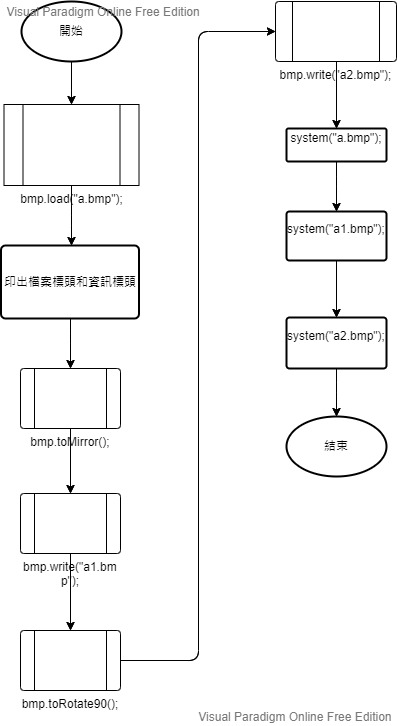 Visual Paradigm Online Free Edition
開始
bmp.load("a.bmp");
印出檔案標頭和資訊標頭
bmp.toMirror();
bmp.write("a1.bm
p");
bmp.toRotate90();
bmp.write("a2.bmp");
system("a.bmp");
system("a1.bmp");
system("a2.bmp");
結束
Visual Paradigm Online Free Edition